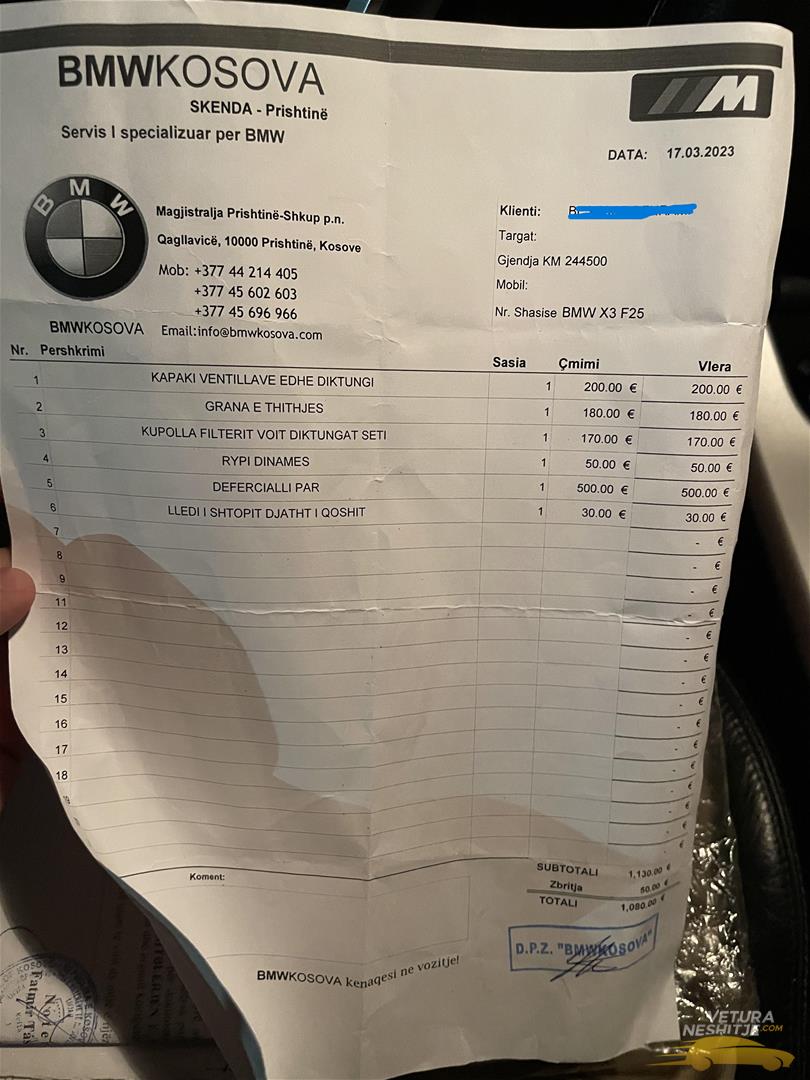 BMWKOSOVA
SKENDA - Prishtinë
Servis I specializuar per BMW
M
DATA: 17.03.2023
BMW
Magjistralja Prishtinë-Shkup p.n.
Qagllavicë, 10000 Prishtinë, Kosove
Mob: +377 44 214 405
+377 45 602 603
+377 45 696 966
BMWKOSOVA Email:info@bmwkosova.com
Klienti:
Targat:
Gjendja KM 244500
Mobil:
Nr. Shasise BMW X3 F25
Nr. Pershkrimi Sasia Çmimi Vlera
1 KAPAKI VENTILLAVE EDHE DIKTUNGI 1 200.00 € 200.00 €
2 GRANA E THITHJES 1 180.00 € 180.00 €
3 KUPOLLA FILTERIT VOIT DIKTUNGAT SETI 1 170.00 € 170.00 €
4 RYPI DINAMES 1 50.00 € 50.00 €
5 DEFERCIALLI PAR 1 500.00 € 500.00 €
6 LLEDI I SHTOPIT DJATHT I QOSHIT 1 30.00 € 30.00 €
7 - €
8 - €
9 - €
11 - €
12 - €
13 - €
14 - €
15 - €
16 - €
17 - €
18 - €
- €
- €
- €
SUBTOTALI 1,130.00 €
Zbritja 50.00 €
TOTALI 1,080.00 €
Koment:
D.P.Z. "BMWKOSOVA"
BMWKOSOVA kenaqesi ne vozitje!
Fatmir
VETURA
NESHITJE.COM